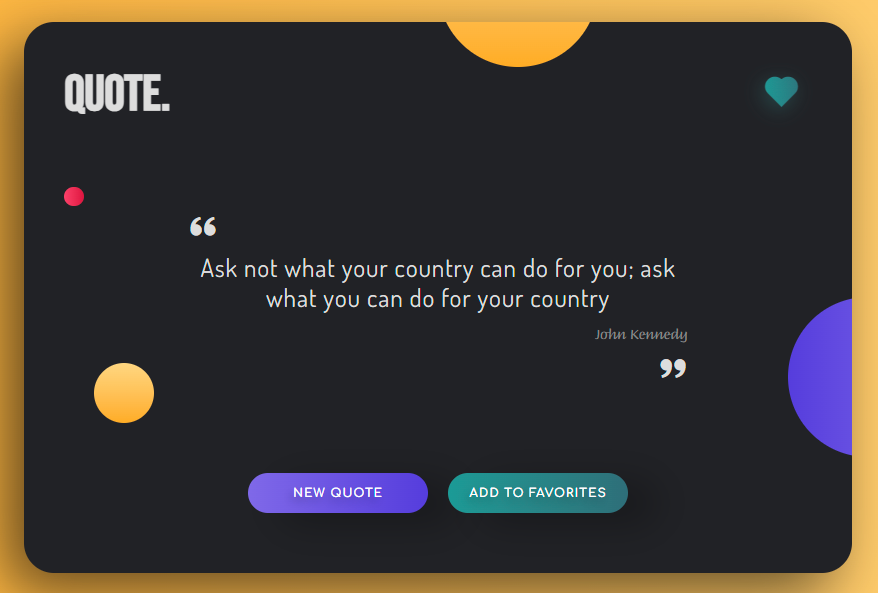 QUOTE.
“
Ask not what your country can do for you; ask
what you can do for your country
John Kennedy
”
NEW QUOTE
ADD TO FAVORITES